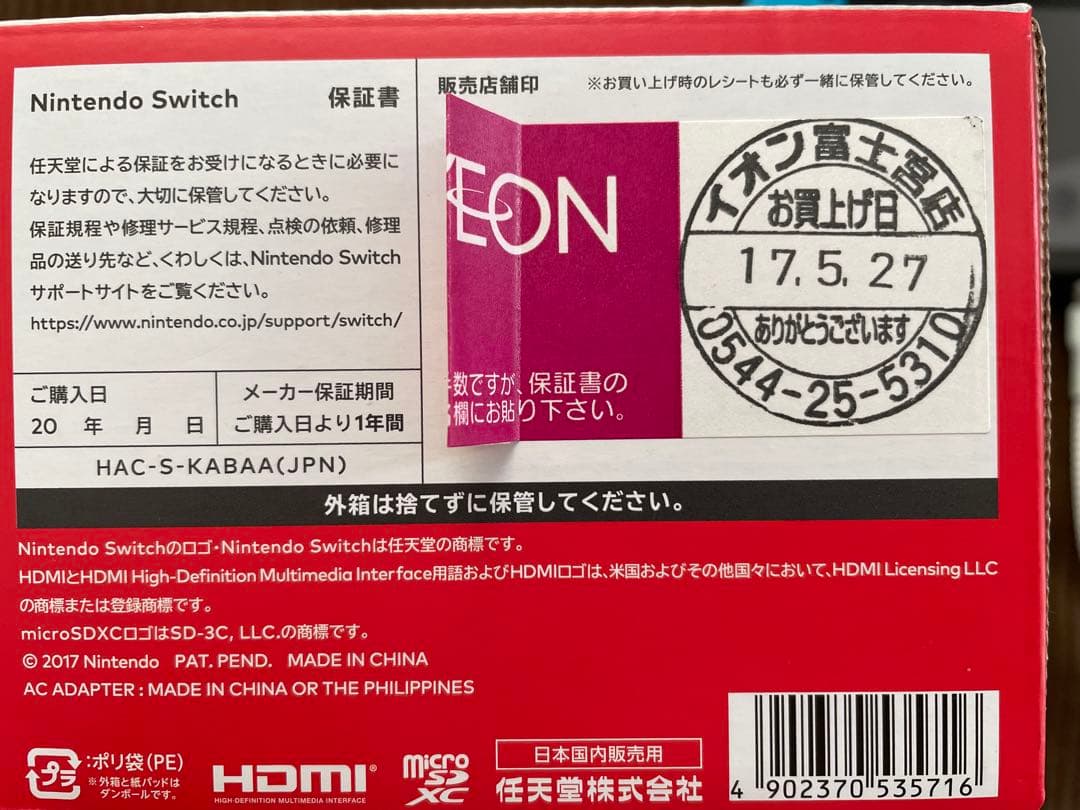 Nintendo Switch 保証書
任天堂による保証をお受けになるときに必要に
なりますので、大切に保管してください。
保証規程や修理サービス規程、点検の依頼、修理
品の送り先など、くわしくは、Nintendo Switch
サポートサイトをご覧ください。
https://www.nintendo.co.jp/support/switch/
ご購入日
20 年 月 日
メーカー保証期間
ご購入日より1年間
HAC-S-KABAA(JPN)
販売店舗印 ※お買い上げ時のレシートも必ず一緒に保管してください。
ÆON
数ですが、保証書の
欄にお貼り下さい。
イオン富士宮店
お買上げ日
17.5.27
ありがとうございます
0544-25-5310
外箱は捨てずに保管してください。
Nintendo Switchのロゴ・Nintendo Switchは任天堂の商標です。
HDMIとHDMI High-Definition Multimedia Interface用語およびHDMIロゴは、米国およびその他国々において、HDMI Licensing LLC
の商標または登録商標です。
microSDXCロゴはSD-3C, LLC.の商標です。
© 2017 Nintendo PAT. PEND. MADE IN CHINA
AC ADAPTER : MADE IN CHINA OR THE PHILIPPINES
プラ
:ポリ袋(PE)
※外箱と紙パッドは
ダンボールです。
HDMI®
HIGH-DEFINITION MULTIMEDIA INTERFACE
micro
SD
XC
日本国内販売用
任天堂株式会社
4 902370 535716